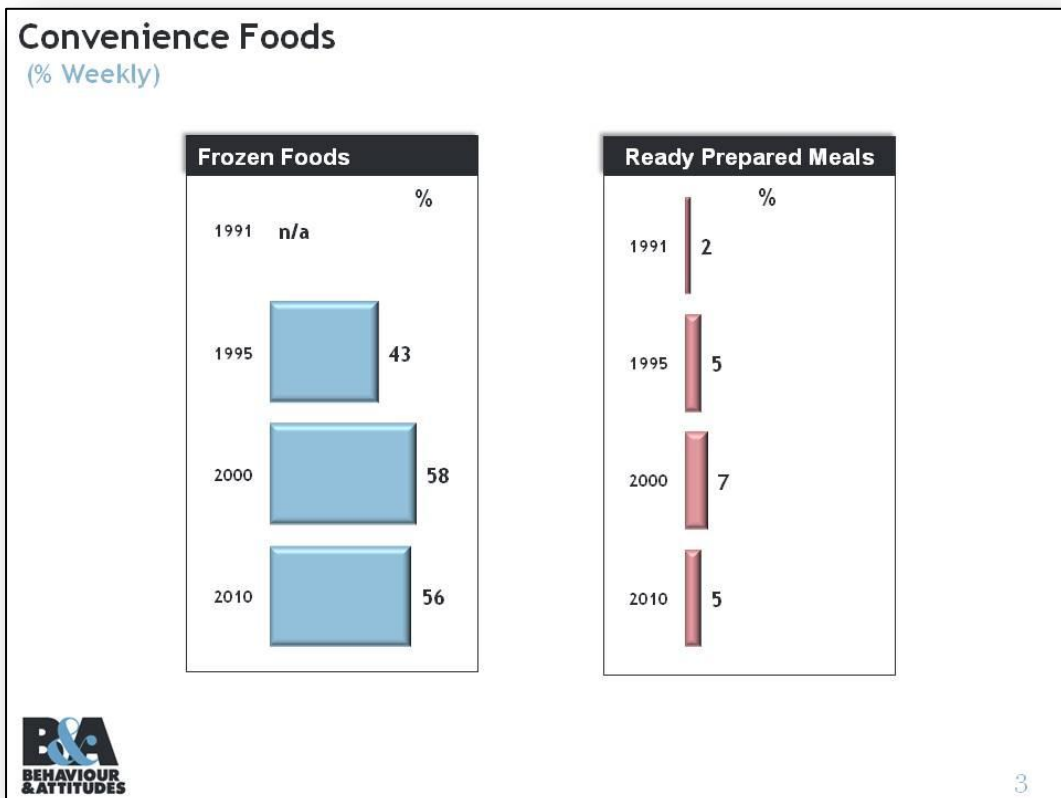 Convenience Foods
(% Weekly)
Frozen Foods
%
1991 n/a
1995 43
2000 58
2010 56
Ready Prepared Meals
%
1991 2
1995 5
2000 7
2010 5
B&A
BEHAVIOUR
& ATTITUDES
3